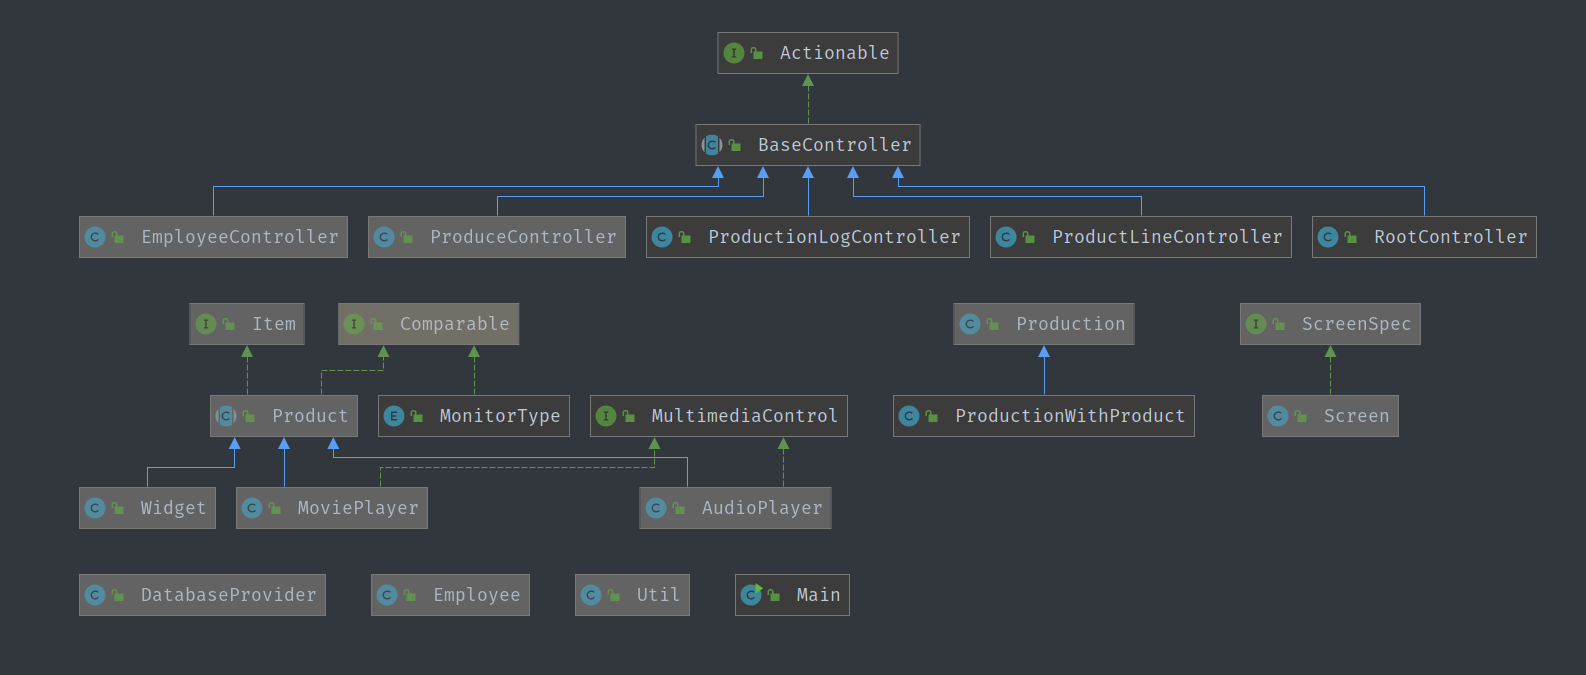 I Actionable
C BaseController
C EmployeeController C ProduceController C ProductionLogController C ProductLineController C RootController
I Item I Comparable C Production I ScreenSpec
C Product E MonitorType I MultimediaControl C ProductionWithProduct C Screen
C Widget C MoviePlayer C AudioPlayer
C DatabaseProvider C Employee C Util C Main